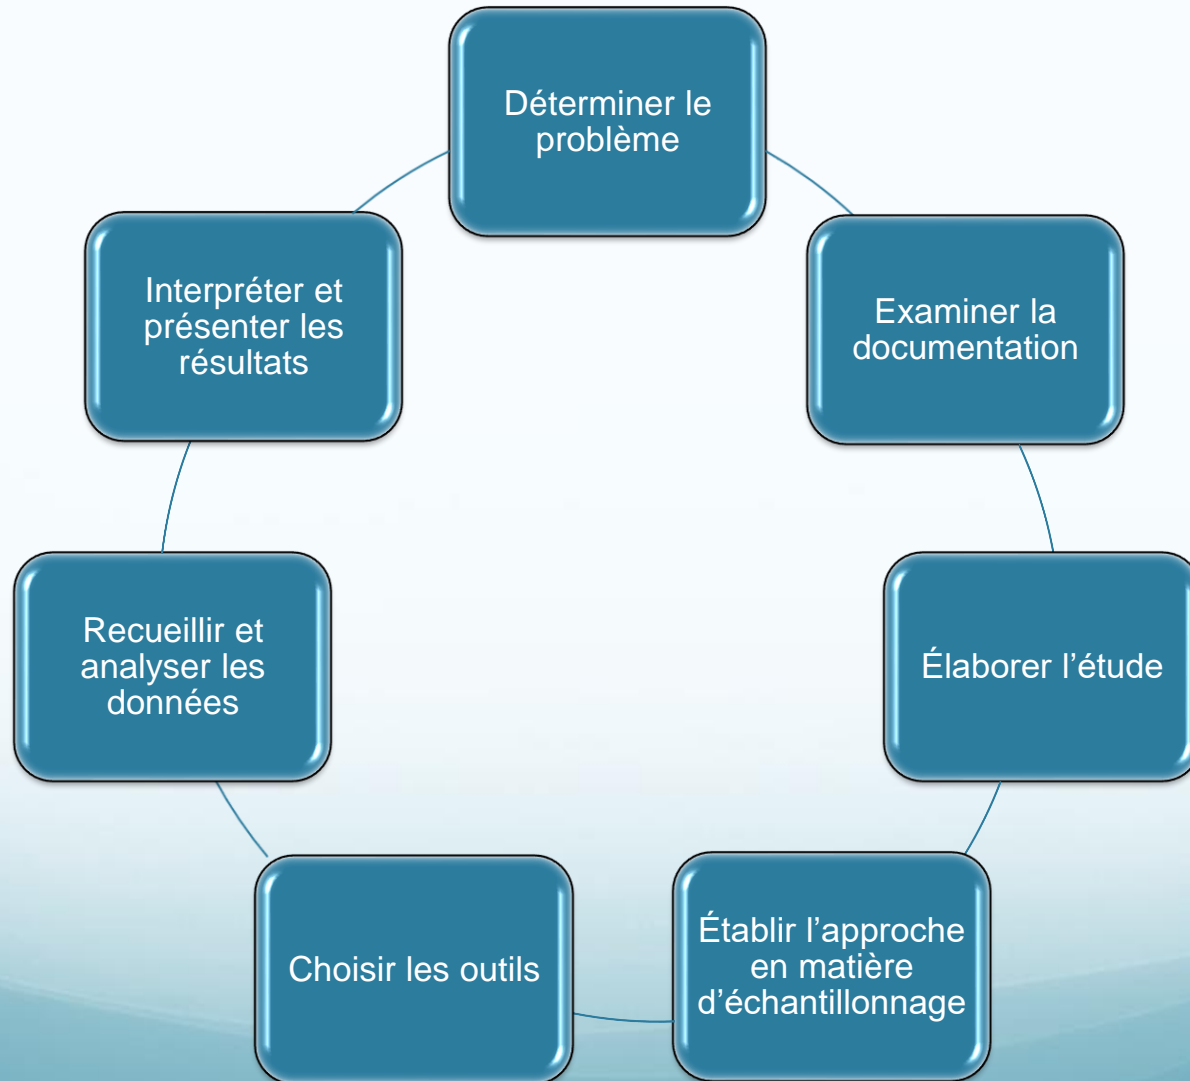 Déterminer le
problème
Examiner la
documentation
Élaborer l’étude
Établir l’approche
en matière
d’échantillonnage
Choisir les outils
Recueillir et
analyser les
données
Interpréter et
présenter les
résultats